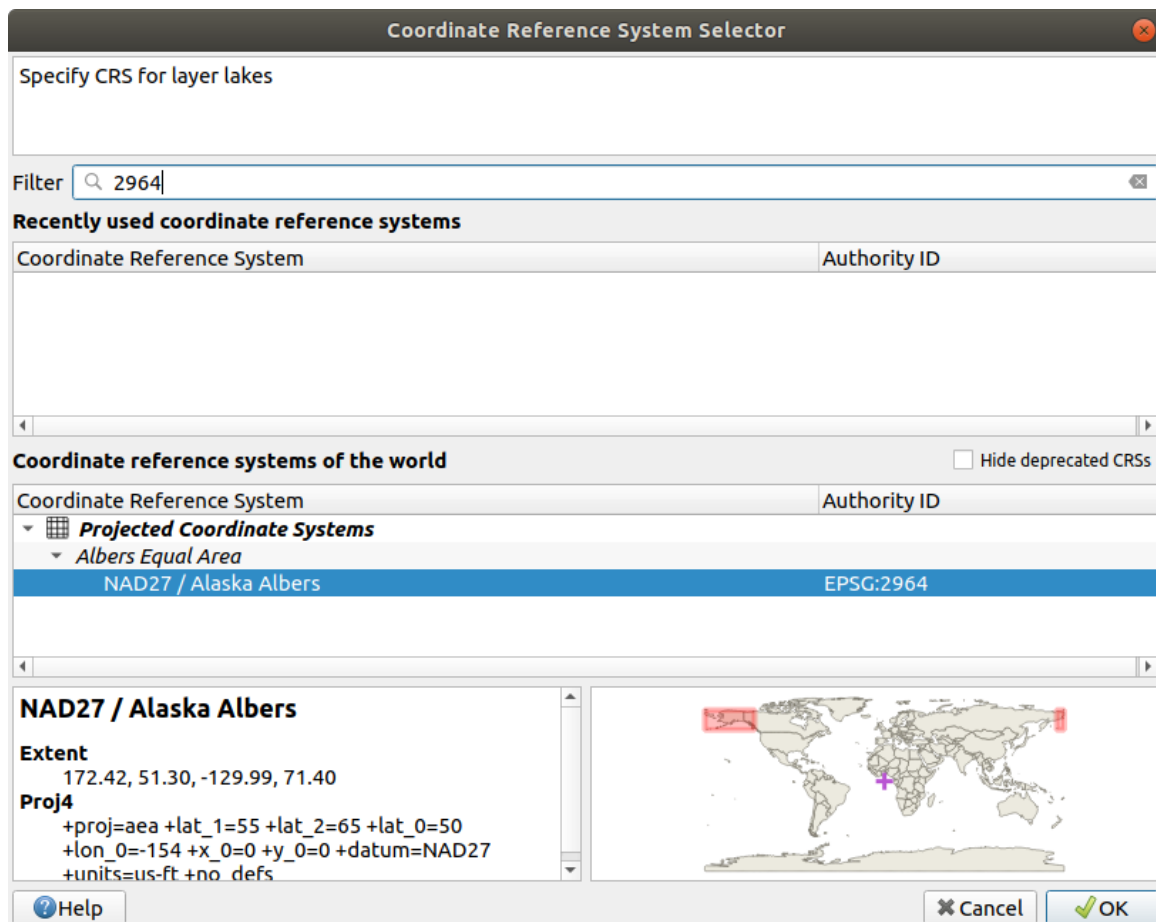 Coordinate Reference System Selector
Specify CRS for layer lakes
Filter 2964
Recently used coordinate reference systems
Coordinate Reference System Authority ID
Coordinate reference systems of the world Hide deprecated CRSs
Coordinate Reference System Authority ID
Projected Coordinate Systems
Albers Equal Area
NAD27 / Alaska Albers EPSG:2964
NAD27 / Alaska Albers
Extent
172.42, 51.30, -129.99, 71.40
Proj4
+proj=aea +lat_1=55 +lat_2=65 +lat_0=50
+lon_0=-154 +x_0=0 +y_0=0 +datum=NAD27
+units=us-ft +no_defs
Help Cancel OK